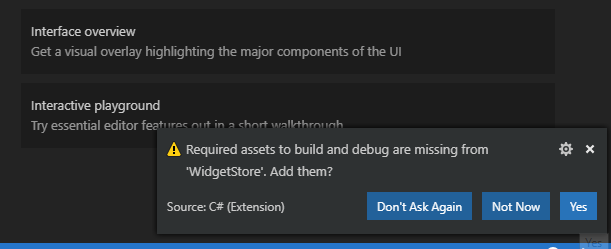 Interface overview
Get a visual overlay highlighting the major components of the UI
Interactive playground
Try essential editor features out in a short walkthrough
Required assets to build and debug are missing from
'WidgetStore'. Add them?
Source: C# (Extension)
Don't Ask Again
Not Now
Yes
Yes